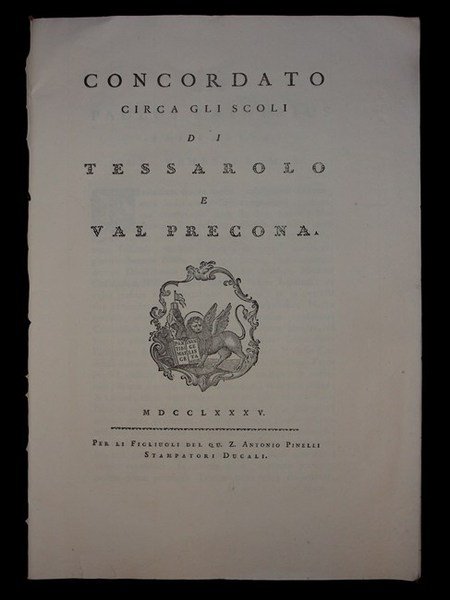 CONCORDATO
CIRCA GLI SCOLI
DI
TESSAROLO
E
VAL PRECONA.
MDCCLXXXV.
PER LI FIGLIUOLI DEL QU. Z. ANTONIO PINELLI
STAMPATORI DUCALI.